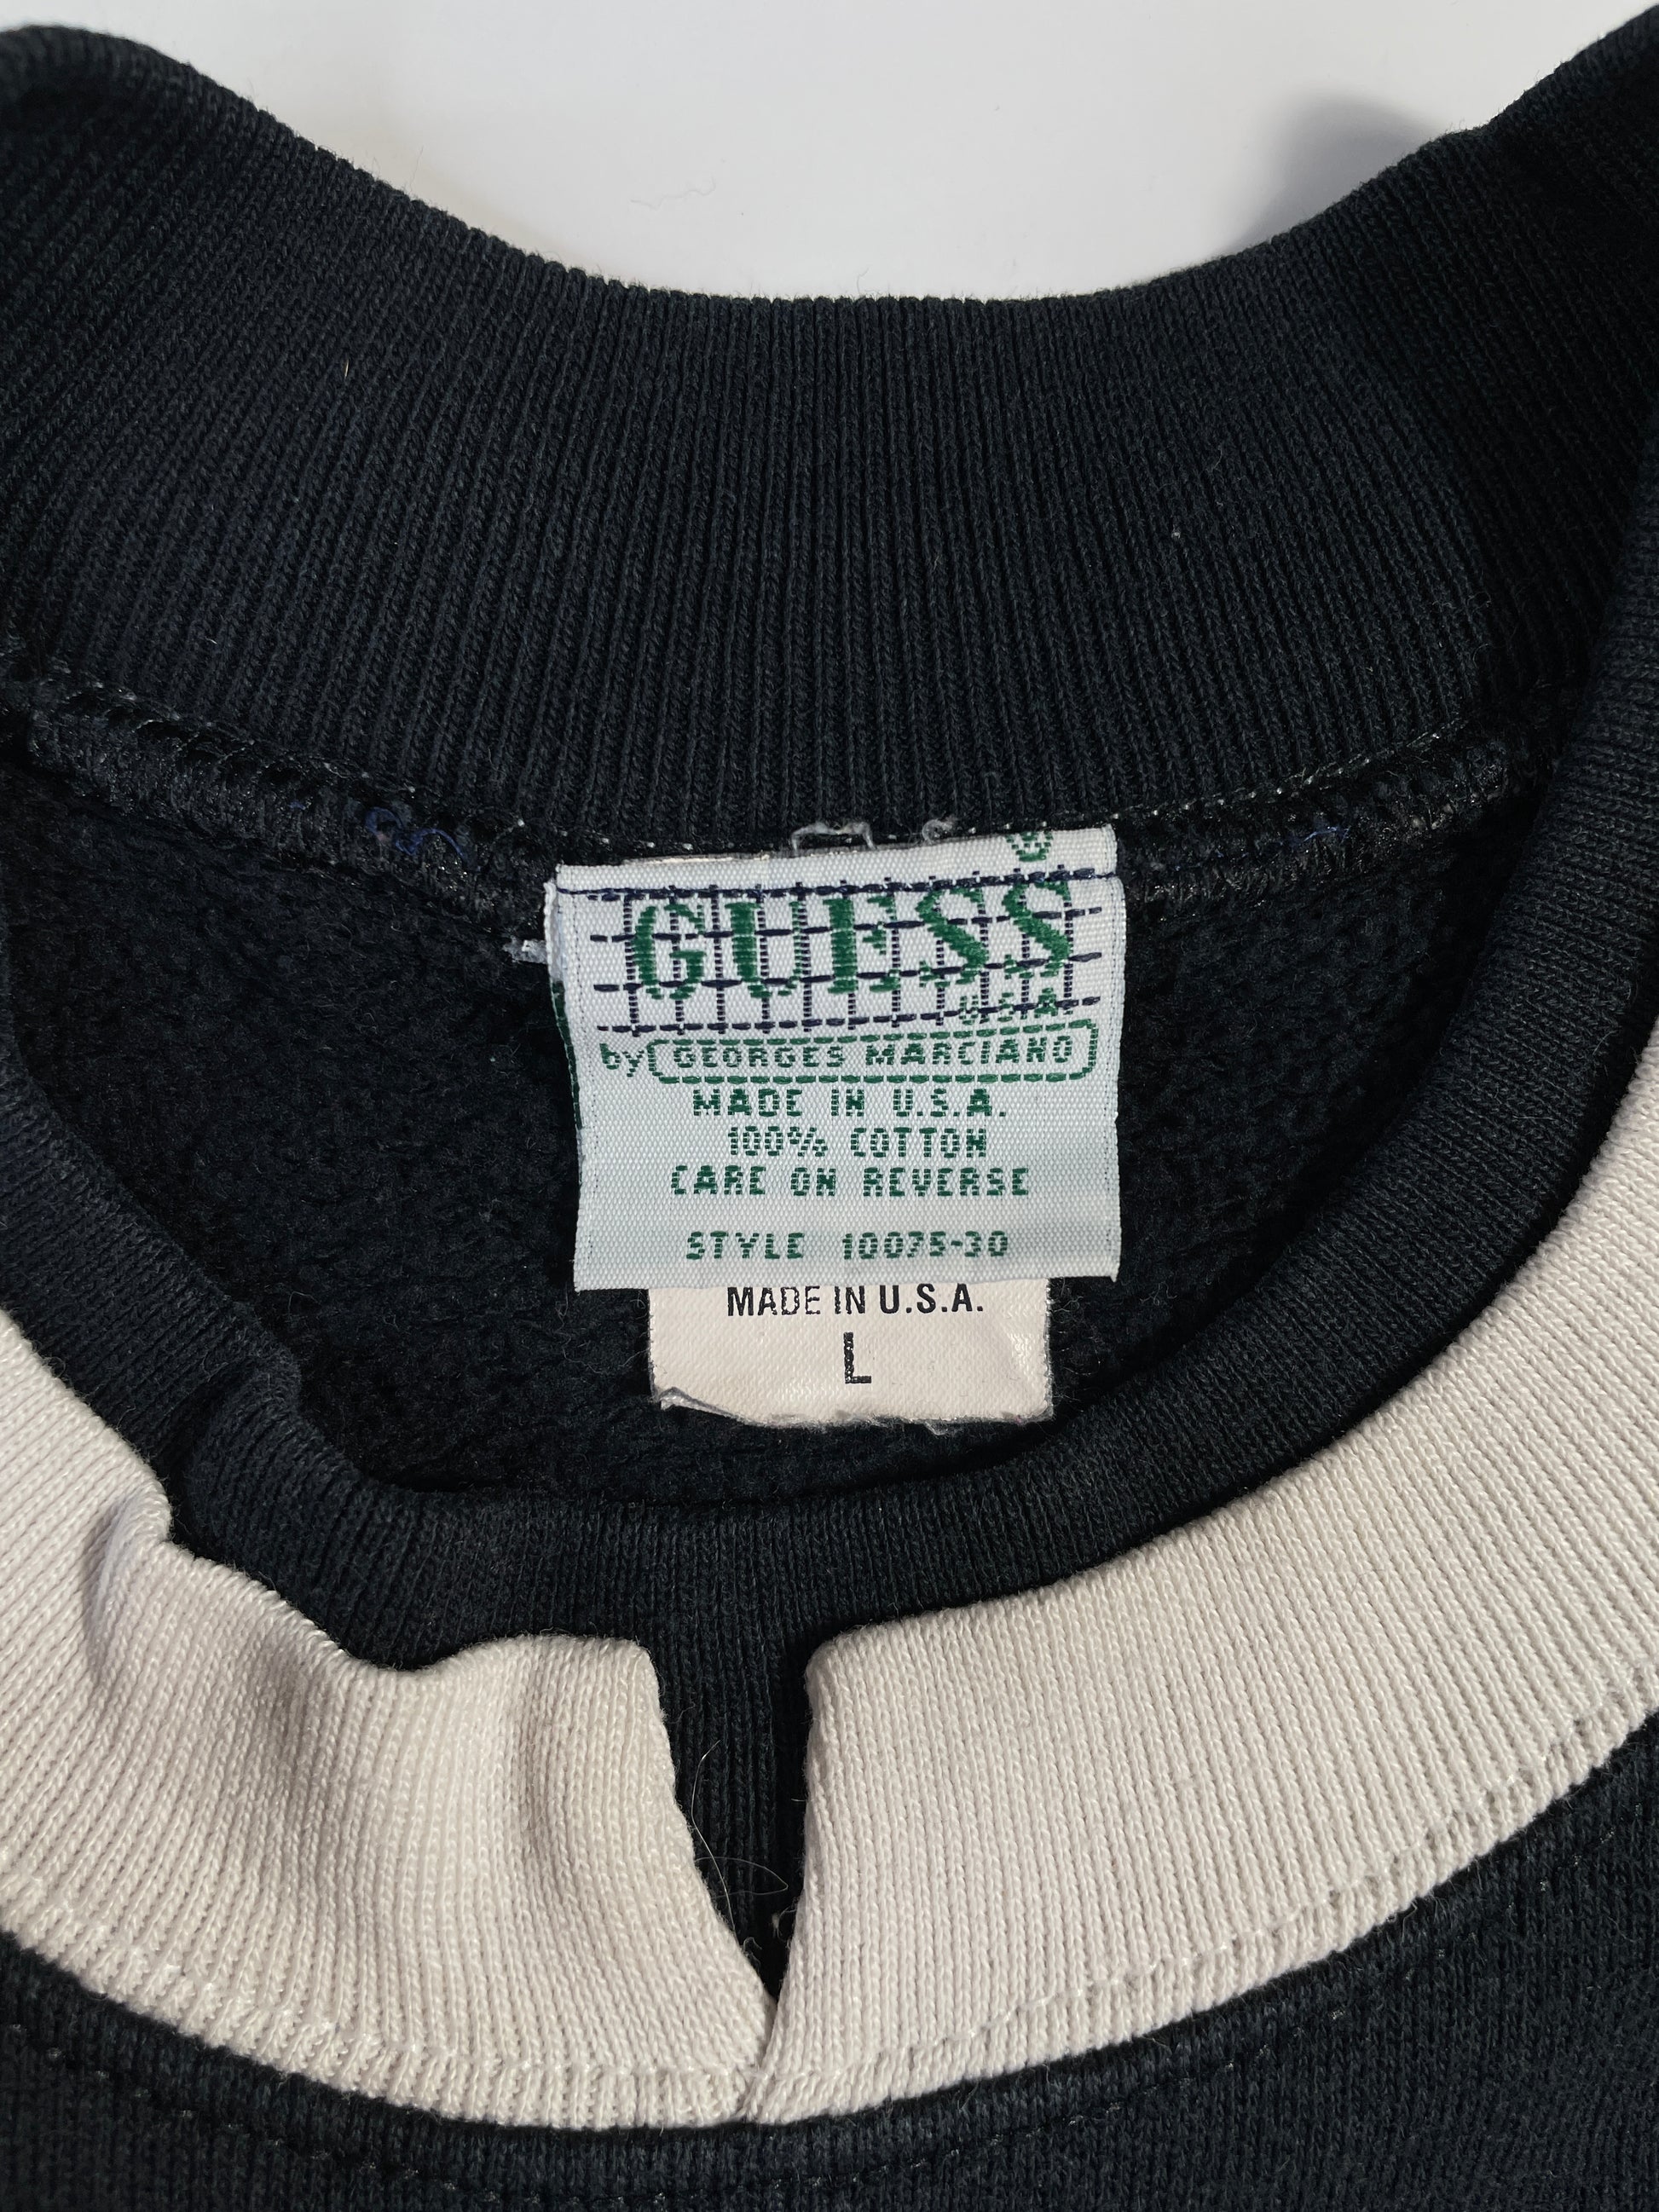 GUESS
U.S.A.
by GEORGES MARCIANO
MADE IN U.S.A.
100% COTTON
CARE ON REVERSE
STYLE 10075-30
MADE IN U.S.A.
L